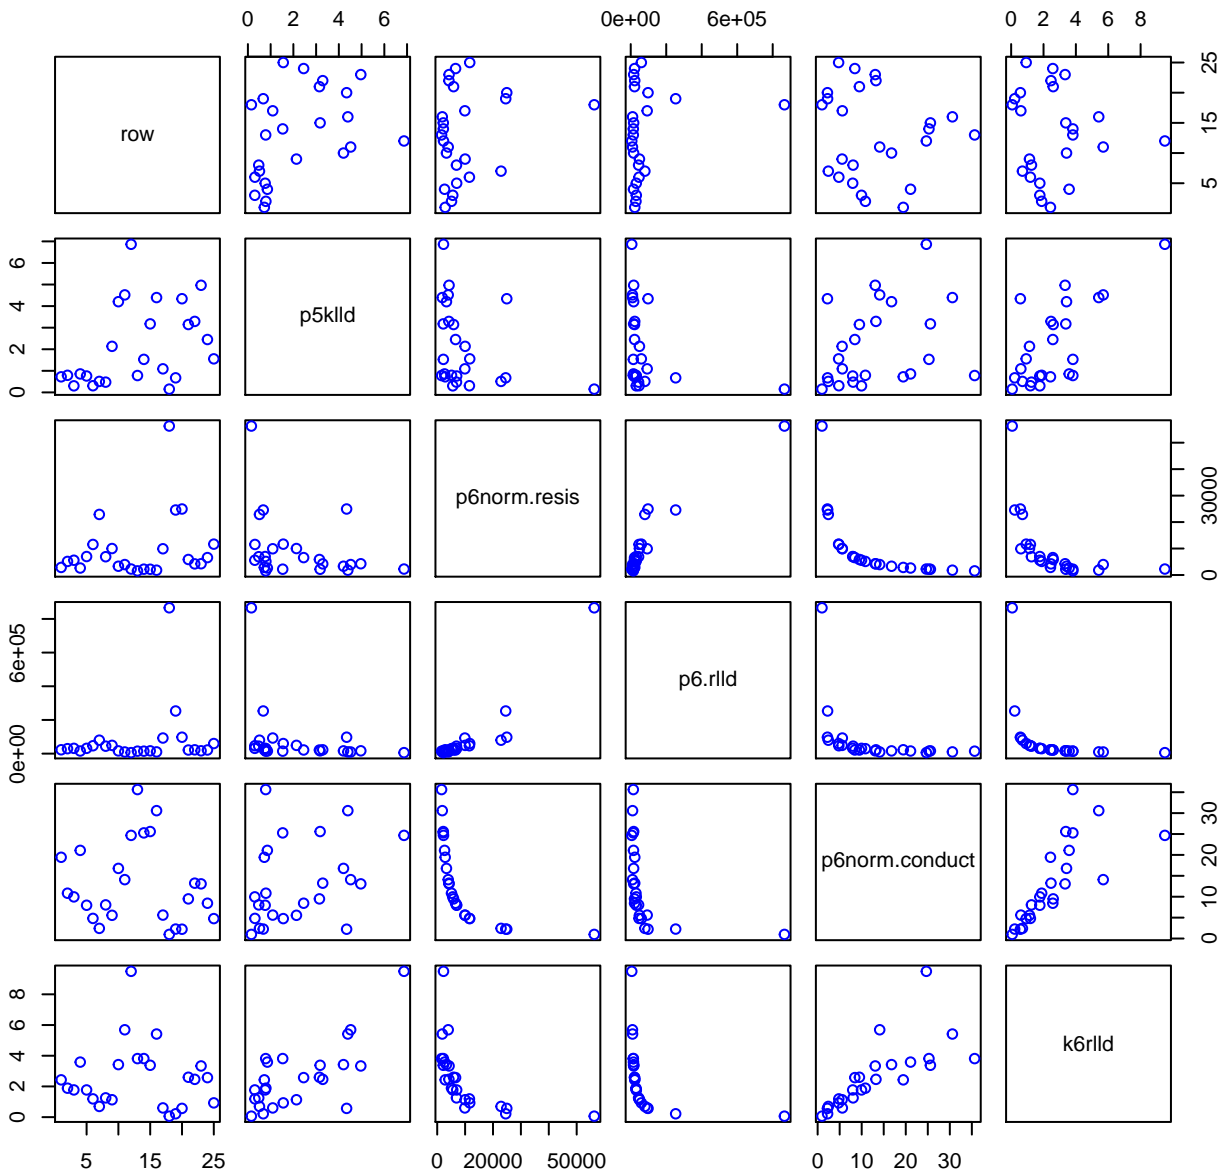 0 2 4 6 0e+00 6e+05 0 2 4 6 8
row 5 15 25
0 2 4 6 p5klld
p6norm.resis 0 30000
0e+00 6e+05 p6.rlld
p6norm.conduct 0 10 20 30
0 2 4 6 8 k6rlld
5 15 25 0 20000 50000 0 10 20 30